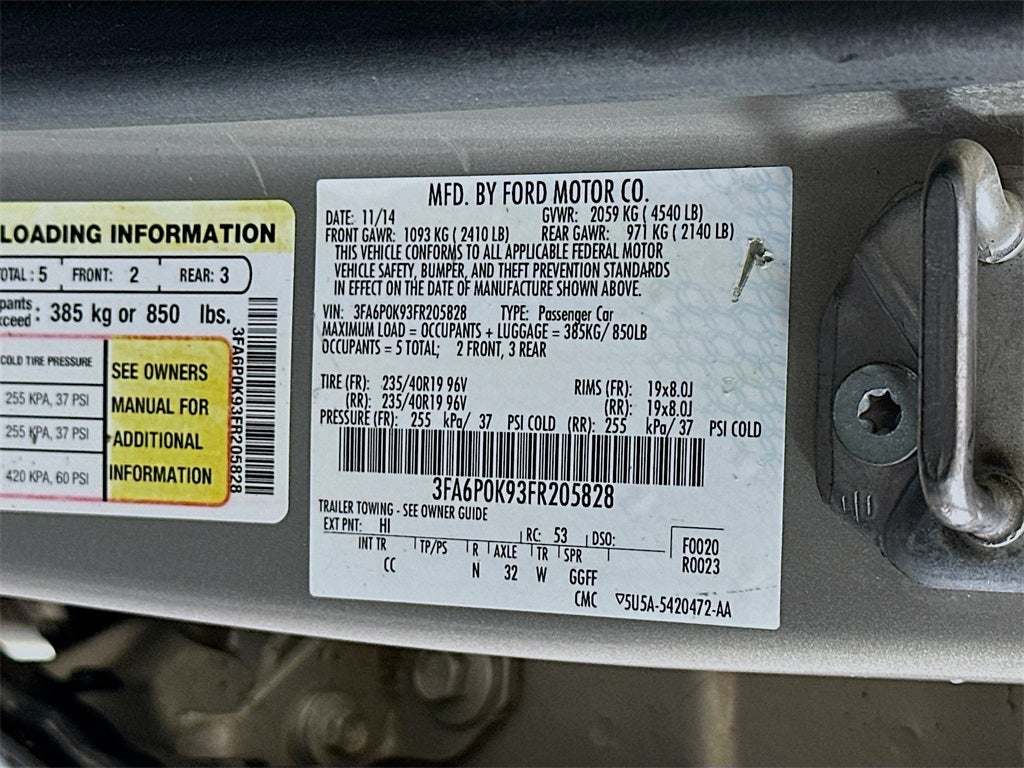 LOADING INFORMATION
TOTAL : 5 FRONT: 2 REAR: 3
pants
xceed : 385 kg or 850 lbs.
COLD TIRE PRESSURE
255 KPA, 37 PSI
255 KPA, 37 PSI
420 KPA, 60 PSI
SEE OWNERS
MANUAL FOR
ADDITIONAL
INFORMATION
3FA6P0K93FR205828
MFD. BY FORD MOTOR CO.
DATE: 11/14 GVWR: 2059 KG ( 4540 LB)
FRONT GAWR: 1093 KG ( 2410 LB) REAR GAWR: 971 KG ( 2140 LB)
THIS VEHICLE CONFORMS TO ALL APPLICABLE FEDERAL MOTOR
VEHICLE SAFETY, BUMPER, AND THEFT PREVENTION STANDARDS
IN EFFECT ON THE DATE OF MANUFACTURE SHOWN ABOVE.
VIN: 3FA6P0K93FR205828 TYPE: Passenger Car
MAXIMUM LOAD = OCCUPANTS + LUGGAGE = 385KG/ 850LB
OCCUPANTS = 5 TOTAL; 2 FRONT, 3 REAR
TIRE (FR): 235/40R19 96V RIMS (FR): 19x8.0J
(RR): 235/40R19 96V (RR): 19x8.0J
PRESSURE (FR): 255 kPa/ 37 PSI COLD (RR): 255 kPa/ 37 PSI COLD
3FA6P0K93FR205828
TRAILER TOWING - SEE OWNER GUIDE
EXT PNT: HI RC: 53 DSO:
INT TR TP/PS R AXLE TR SPR
CC N 32 W GGFF
F0020
R0023
CMC ▽5U5A-5420472-AA